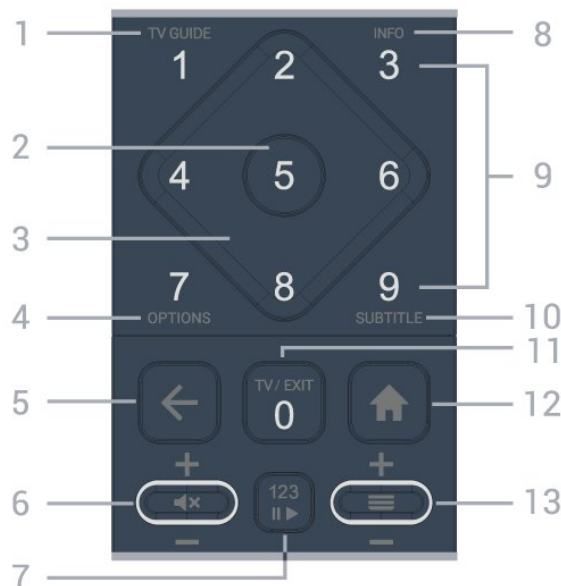 1 TV GUIDE INFO 8
1 2 3
2 4 5 6 9
3
7 8 9
4 OPTIONS SUBTITLE 10
11
5 TV / EXIT 12
0
+ +
6 13
123
- -
7